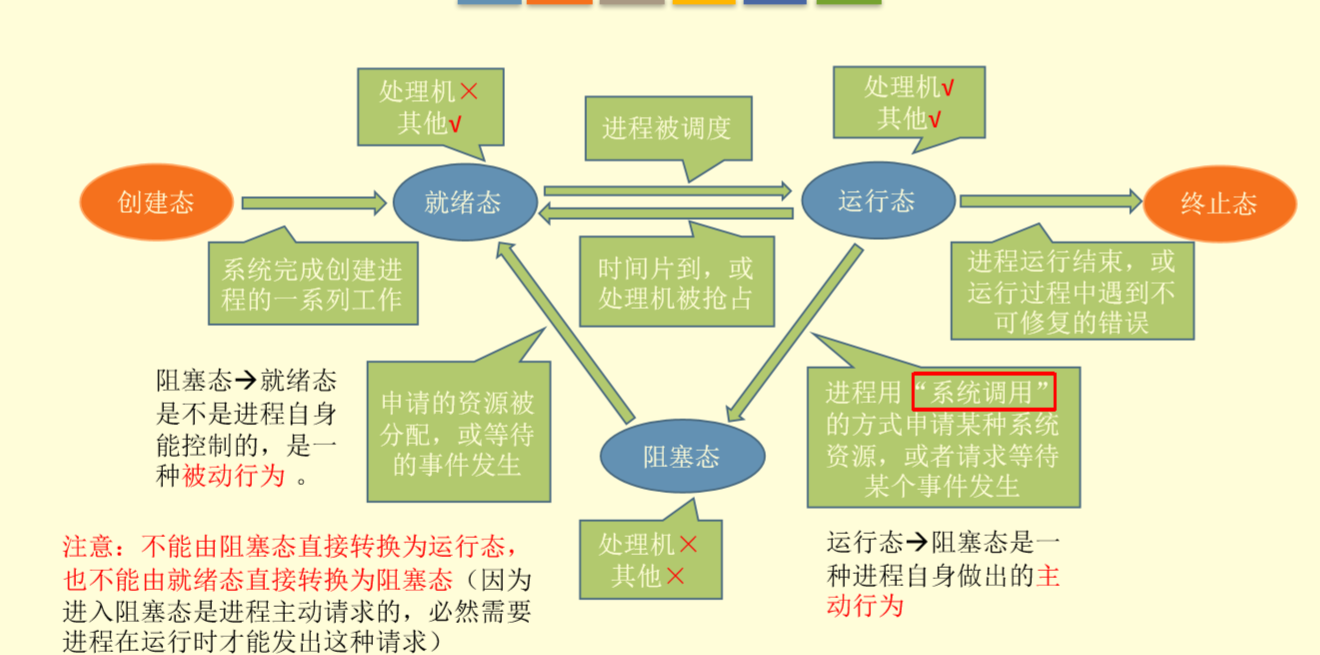 处理机×
其他√
进程被调度
处理机√
其他√
创建态
就绪态
运行态
终止态
系统完成创建进
程的一系列工作
时间片到，或
处理机被抢占
进程运行结束，或
运行过程中遇到不
可修复的错误
阻塞态→就绪态
是不是进程自身
能控制的，是一
种被动行为 。
申请的资源被
分配，或等待
的事件发生
阻塞态
进程用“系统调用”
的方式申请某种系统
资源，或者请求等待
某个事件发生
处理机×
其他×
运行态→阻塞态是一
种进程自身做出的主
动行为
注意：不能由阻塞态直接转换为运行态，
也不能由就绪态直接转换为阻塞态（因为
进入阻塞态是进程主动请求的，必然需要
进程在运行时才能发出这种请求）